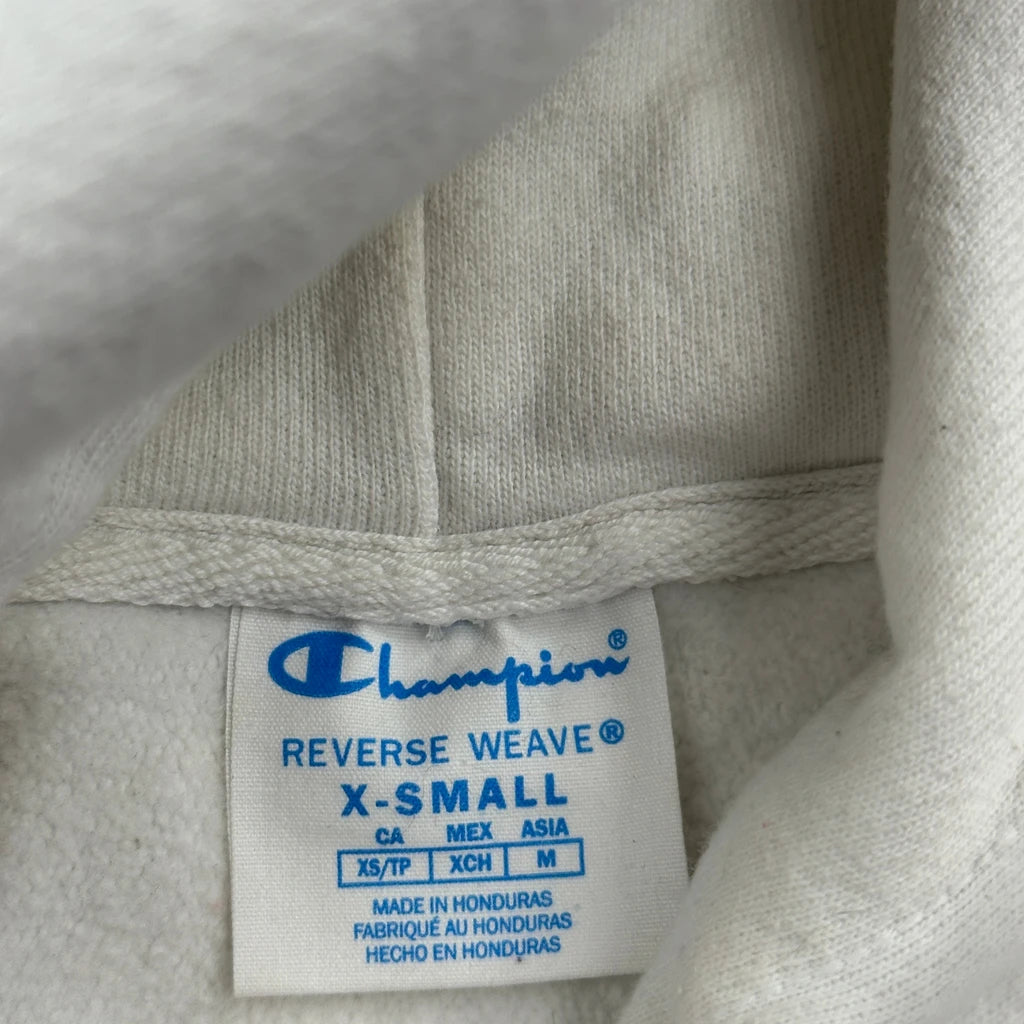 Champion®
REVERSE WEAVE®
X-SMALL
CA MEX ASIA
XS/TP XCH M
MADE IN HONDURAS
FABRIQUÉ AU HONDURAS
HECHO EN HONDURAS